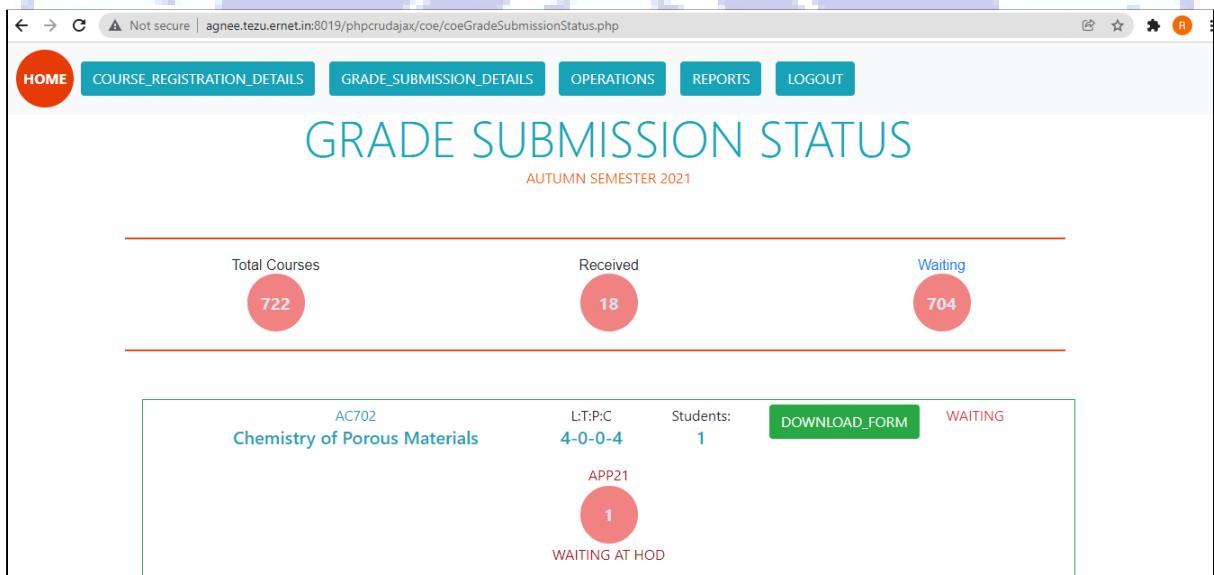 Not secure | agnee.tezu.ernet.in:8019/phpcrudajax/coe/coeGradeSubmissionStatus.php
R
HOME COURSE_REGISTRATION_DETAILS GRADE_SUBMISSION_DETAILS OPERATIONS REPORTS LOGOUT
GRADE SUBMISSION STATUS
AUTUMN SEMESTER 2021
Total Courses Received Waiting
722 18 704
AC702 L:T:P:C Students: DOWNLOAD_FORM WAITING
Chemistry of Porous Materials 4-0-0-4 1
APP21
1
WAITING AT HOD